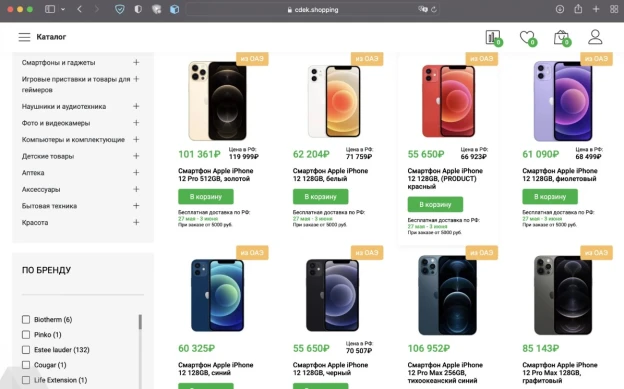 cdek.shopping
Каталог
0
0
0
Смартфоны и гаджеты
Игровые приставки и товары для
геймеров
Наушники и аудиотехника
Фото и видеокамеры
Компьютеры и комплектующие
Детские товары
Аптека
Аксессуары
Бытовая техника
Красота
ПО БРЕНДУ
Biotherm (6)
Pinko (1)
Estee lauder (132)
Cougar (1)
Life Extension (1)
из ОАЭ
101 361₽
Цена в РФ:
119 999₽
Смартфон Apple iPhone
12 Pro 512GB, золотой
В корзину
Бесплатная доставка по РФ:
27 мая - 3 июня
При заказе от 5000 руб.
из ОАЭ
62 204₽
Цена в РФ:
71 759₽
Смартфон Apple iPhone
12 128GB, белый
В корзину
Бесплатная доставка по РФ:
27 мая - 3 июня
При заказе от 5000 руб.
из ОАЭ
55 650₽
Цена в РФ:
66 923₽
Смартфон Apple iPhone
12 128GB, (PRODUCT)
красный
В корзину
Бесплатная доставка по РФ:
27 мая - 3 июня
При заказе от 5000 руб.
из ОАЭ
61 090₽
Цена в РФ:
68 499₽
Смартфон Apple iPhone
12 128GB, фиолетовый
В корзину
Бесплатная доставка по РФ:
27 мая - 3 июня
При заказе от 5000 руб.
из ОАЭ
60 325₽
Смартфон Apple iPhone
12 128GB, синий
из ОАЭ
55 650₽
Цена в РФ:
70 507₽
Смартфон Apple iPhone
12 128GB, черный
из ОАЭ
106 952₽
Смартфон Apple iPhone
12 Pro Max 256GB,
тихоокеанский синий
из ОАЭ
85 143₽
Смартфон Apple iPhone
12 Pro Max 128GB,
графитовый